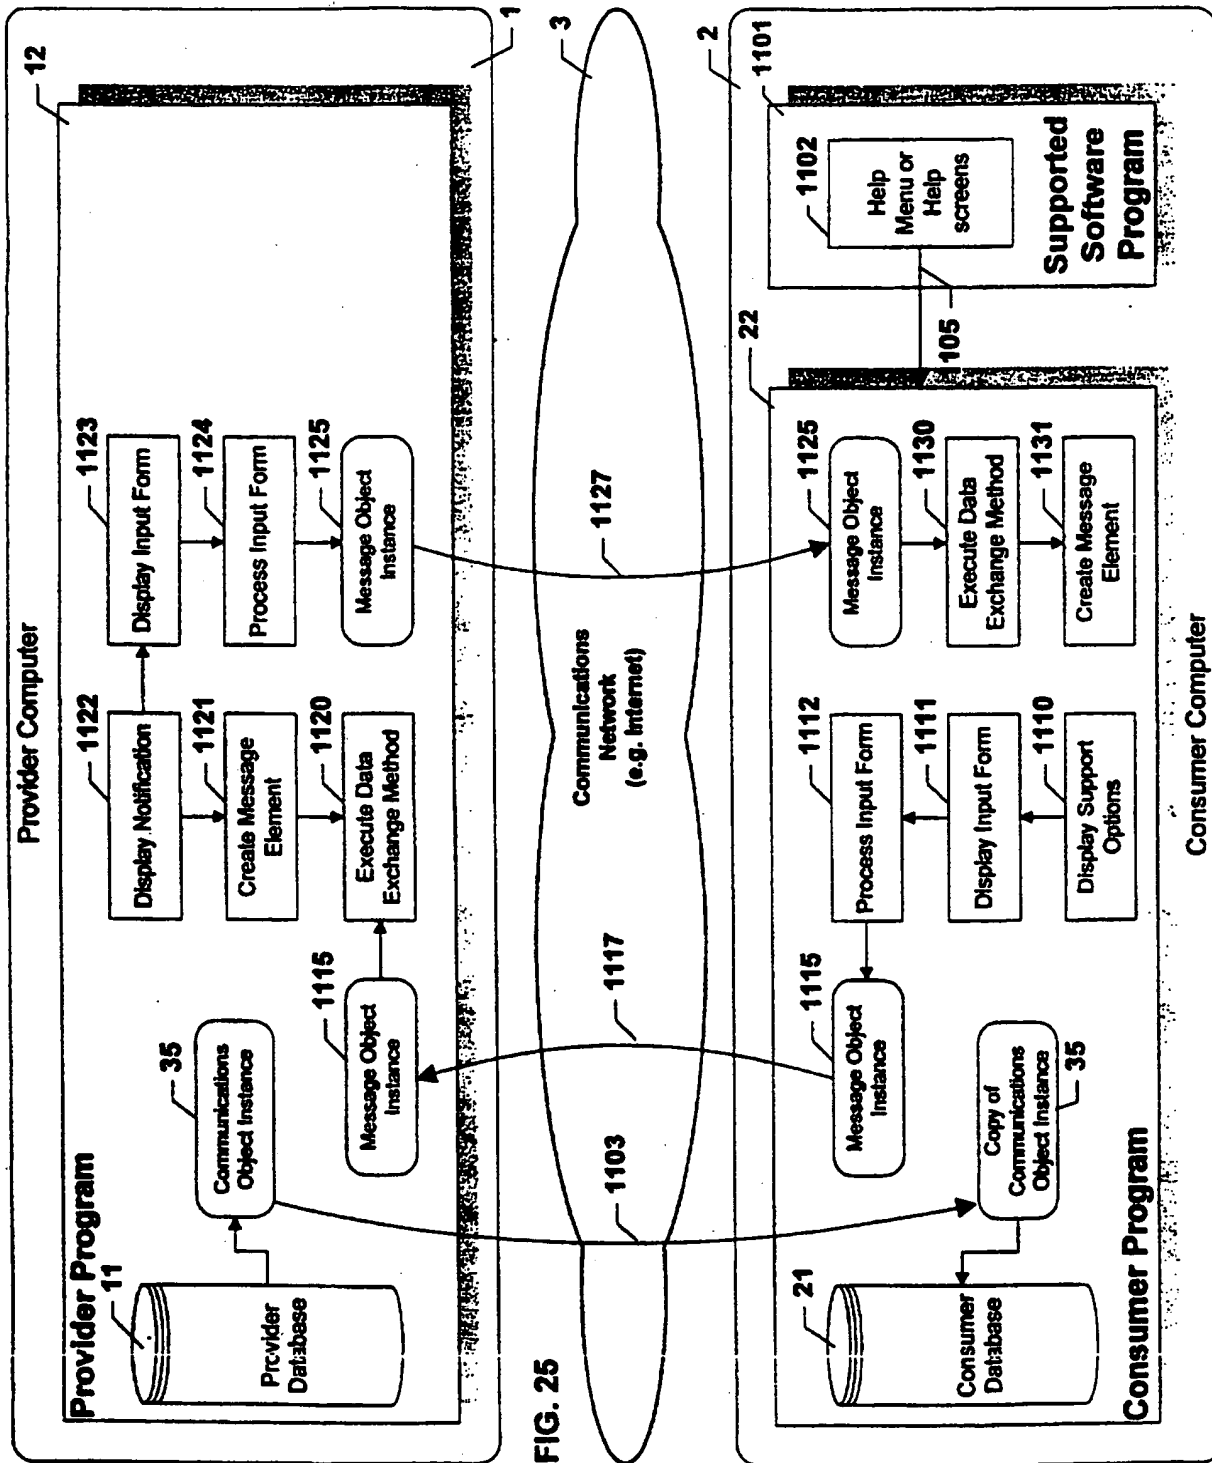 Provider Computer
12
1
Provider Program
11
Provider
Database
35
Communications
Object Instance
1115
Message Object
Instance
1122
Display Notification
1121
Create Message
Element
1120
Execute Data
Exchange Method
1123
Display Input Form
1124
Process Input Form
1125
Message Object
Instance
FIG. 25
3
1103
1117
Communications
Network
(e.g. Internet)
1127
2
22
21
Consumer
Database
Consumer Program
Copy of
Communications
Object Instance
35
Message Object
Instance
1115
1112
Process Input Form
1111
Display Input Form
1110
Display Support
Options
1125
Message Object
Instance
1130
Execute Data
Exchange Method
1131
Create Message
Element
105
1101
1102
Help
Menu or
Help
screens
Supported
Software
Program
Consumer Computer